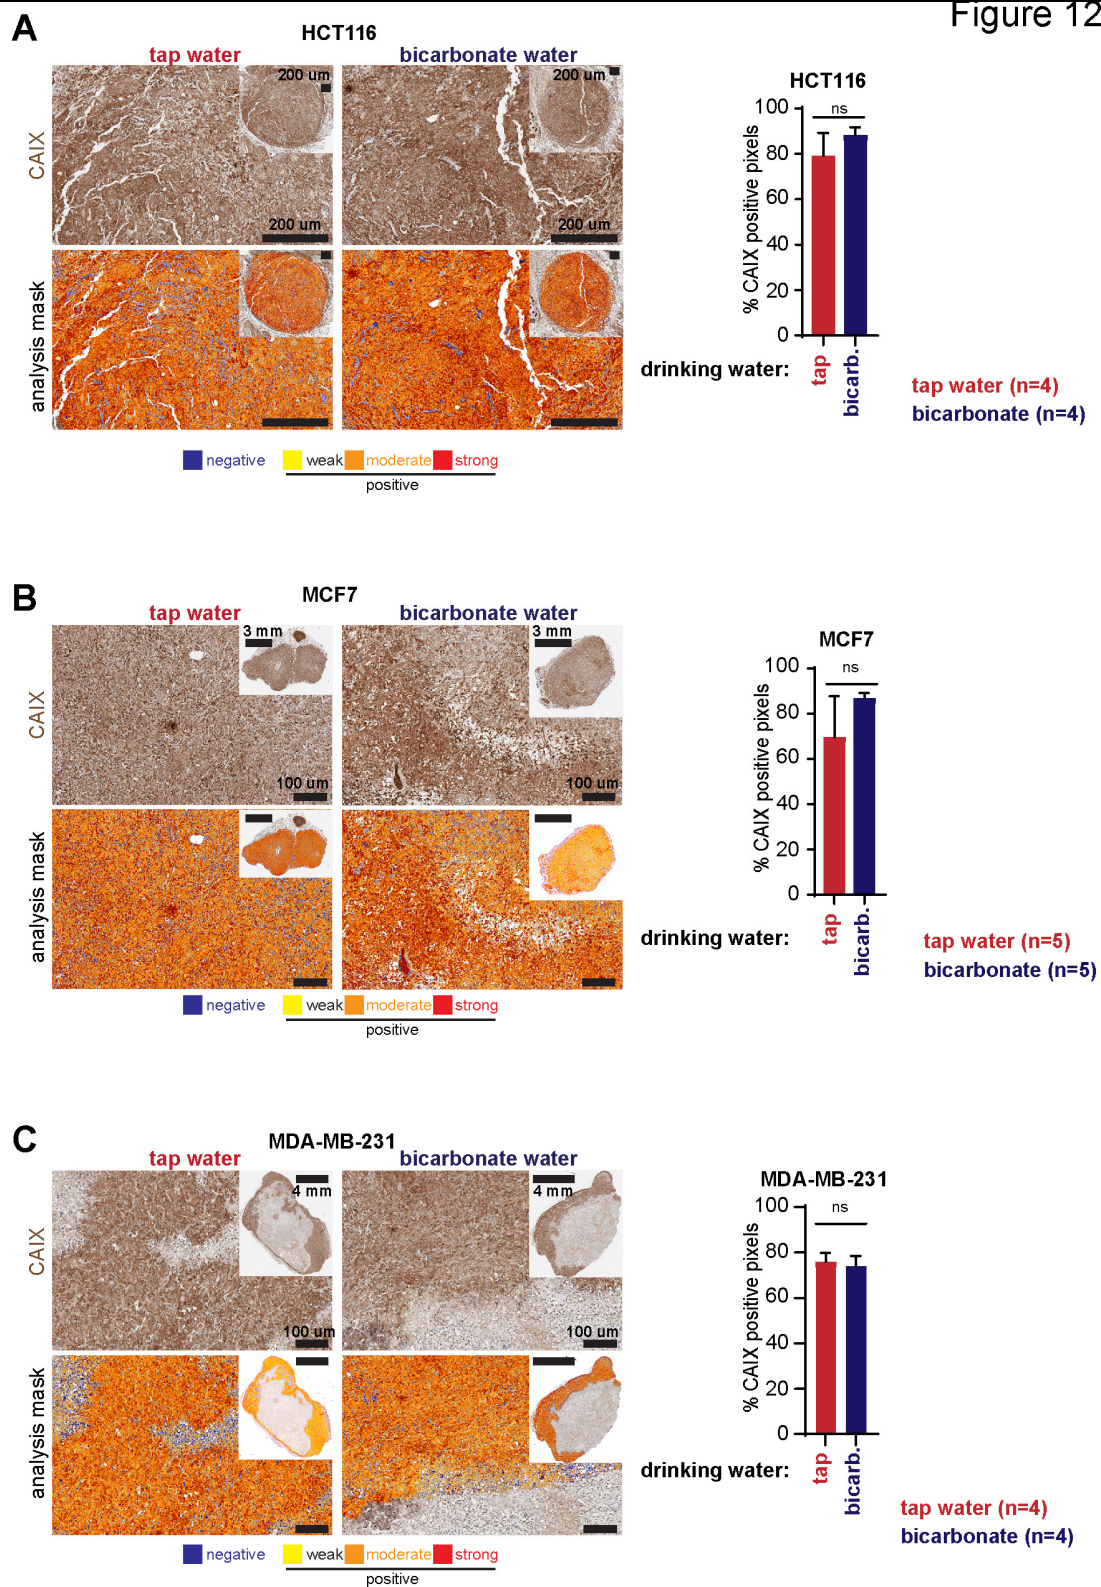 Figure 12
A
HCT116
tap water
bicarbonate water
CAIX
200 um
200 um
200 um
200 um
analysis mask
negative
weak
moderate
strong
positive
HCT116
ns
% CAIX positive pixels
100
80
60
40
20
0
drinking water:
tap
bicarb.
tap water (n=4)
bicarbonate (n=4)
B
MCF7
tap water
bicarbonate water
CAIX
3 mm
3 mm
100 um
100 um
analysis mask
negative
weak
moderate
strong
positive
MCF7
ns
% CAIX positive pixels
100
80
60
40
20
0
drinking water:
tap
bicarb.
tap water (n=5)
bicarbonate (n=5)
C
MDA-MB-231
tap water
bicarbonate water
CAIX
4 mm
4 mm
100 um
100 um
analysis mask
negative
weak
moderate
strong
positive
MDA-MB-231
ns
% CAIX positive pixels
100
80
60
40
20
0
drinking water:
tap
bicarb.
tap water (n=4)
bicarbonate (n=4)